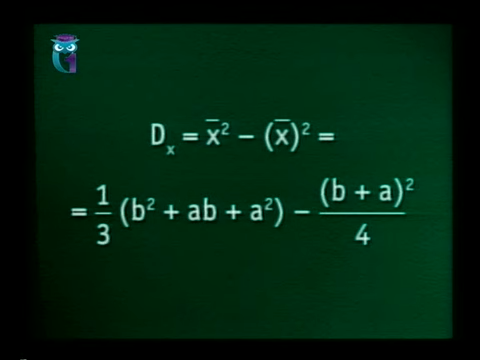 Dₓ = x̅² − (x̅)² =
= 1/3 (b² + ab + a²) − (b + a)²/4